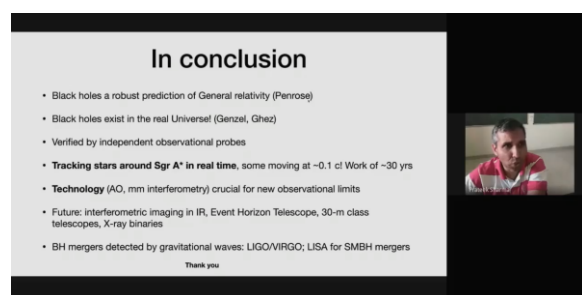 In conclusion
• Black holes a robust prediction of General relativity (Penrose)
• Black holes exist in the real Universe! (Genzel, Ghez)
• Verified by independent observational probes
• Tracking stars around Sgr A* in real time, some moving at ~0.1 c! Work of ~30 yrs
• Technology (AO, mm interferometry) crucial for new observational limits
• Future: interferometric imaging in IR, Event Horizon Telescope, 30-m class
telescopes, X-ray binaries
• BH mergers detected by gravitational waves: LIGO/VIRGO; LISA for SMBH mergers
Thank you